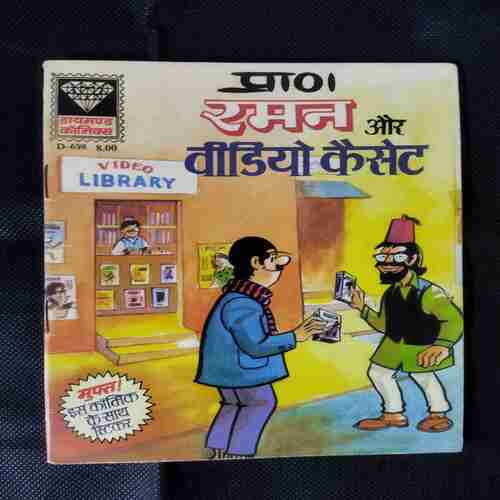 डायमण्ड
कॉमिक्स
D-698 8.00
प्राण
रमन
और
वीडियो कैसेट
VIDEO
LIBRARY
मुफ्त!
इस कॉमिक
के साथ
स्टिकर